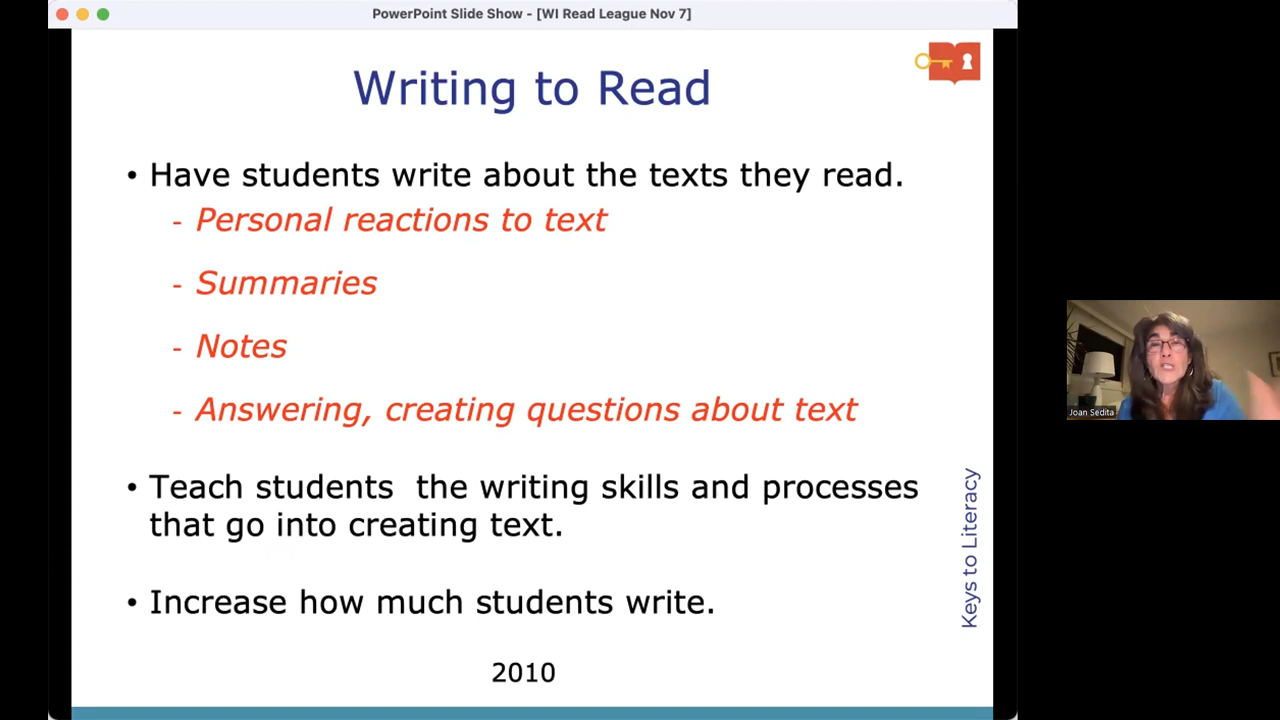 PowerPoint Slide Show - [WI Read League Nov 7]
Writing to Read
• Have students write about the texts they read.
- Personal reactions to text
- Summaries
- Notes
- Answering, creating questions about text
• Teach students the writing skills and processes
that go into creating text.
• Increase how much students write.
2010
Keys to Literacy
Joan Sedita